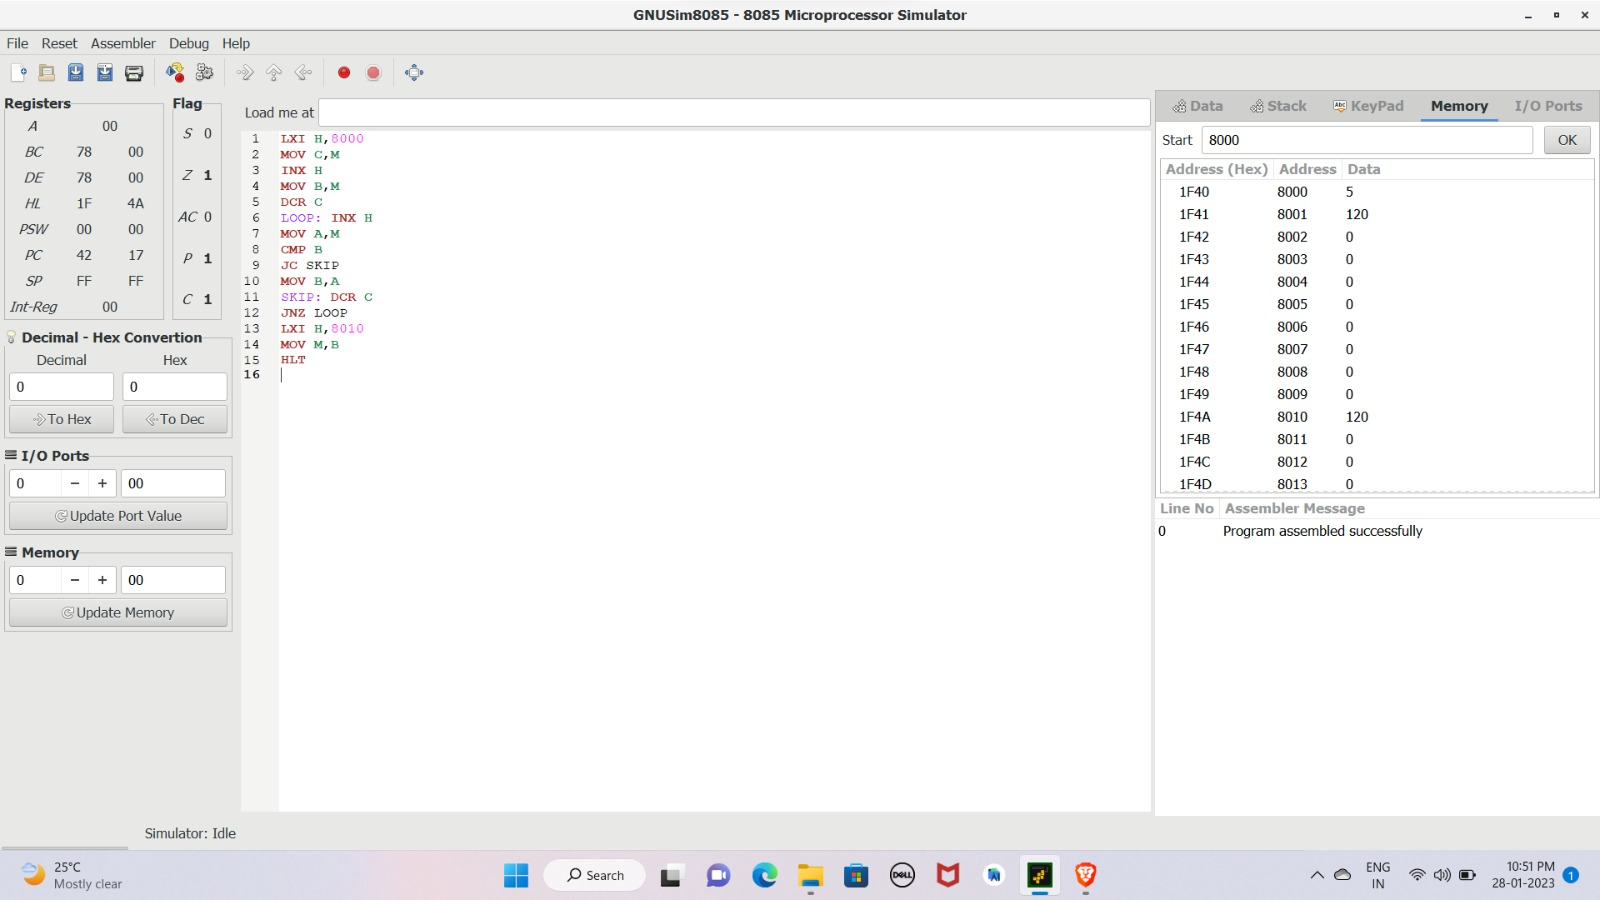 GNUSim8085 - 8085 Microprocessor Simulator
File Reset Assembler Debug Help
Registers
A 00
BC 78 00
DE 78 00
HL 1F 4A
PSW 00 00
PC 42 17
SP FF FF
Int-Reg 00
Flag
S 0
Z 1
AC 0
P 1
C 1
Decimal - Hex Convertion
Decimal Hex
0 0
To Hex To Dec
I/O Ports
0 - + 00
Update Port Value
Memory
0 - + 00
Update Memory
Load me at
1 LXI H,8000
2 MOV C,M
3 INX H
4 MOV B,M
5 DCR C
6 LOOP: INX H
7 MOV A,M
8 CMP B
9 JC SKIP
10 MOV B,A
11 SKIP: DCR C
12 JNZ LOOP
13 LXI H,8010
14 MOV M,B
15 HLT
16
Data Stack Abc KeyPad Memory I/O Ports
Start 8000 OK
Address (Hex) Address Data
1F40 8000 5
1F41 8001 120
1F42 8002 0
1F43 8003 0
1F44 8004 0
1F45 8005 0
1F46 8006 0
1F47 8007 0
1F48 8008 0
1F49 8009 0
1F4A 8010 120
1F4B 8011 0
1F4C 8012 0
1F4D 8013 0
Line No Assembler Message
0 Program assembled successfully
Simulator: Idle
25°C
Mostly clear
Search
DELL
ENG
IN
10:51 PM
28-01-2023
1